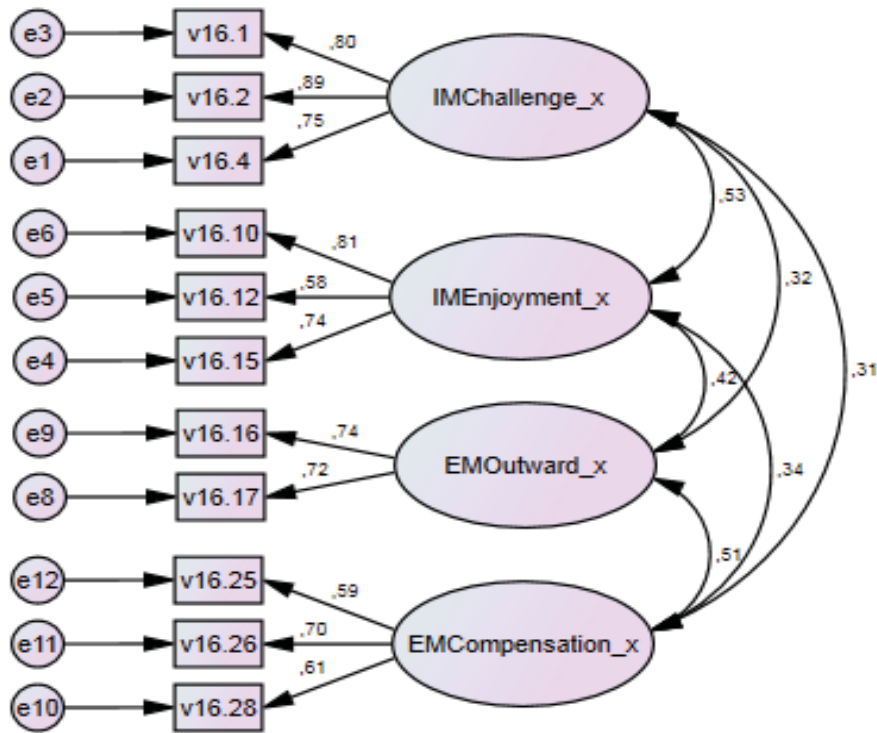 e3 v16.1 ,80
e2 v16.2 ,89 IMChallenge_x
e1 v16.4 ,75
,53
e6 v16.10 ,81
e5 v16.12 ,58 IMEnjoyment_x ,32
e4 v16.15 ,74
,42 ,31
e9 v16.16 ,74
EMOutward_x ,34
e8 v16.17 ,72
,51
e12 v16.25 ,59
e11 v16.26 ,70 EMCompensation_x
e10 v16.28 ,61